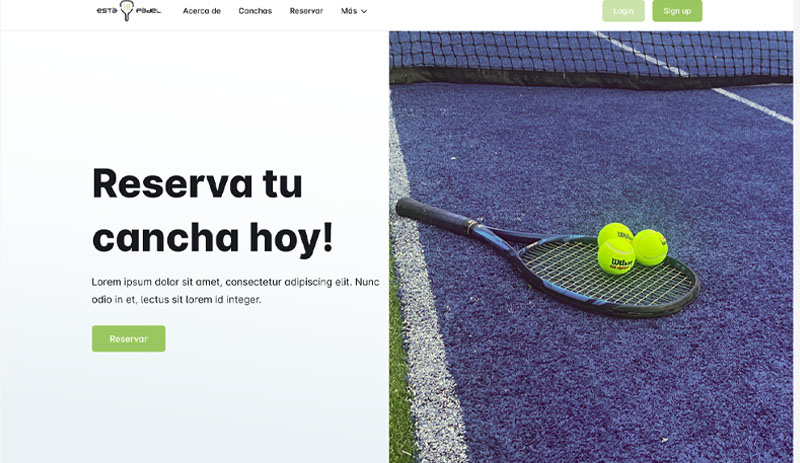 ESTA PADEL
Acerca de Canchas Reservar Más
Login Sign up
Reserva tu
cancha hoy!
Lorem ipsum dolor sit amet, consectetur adipiscing elit. Nunc
odio in et, lectus sit lorem id integer.
Reservar
Wilson
Wilson